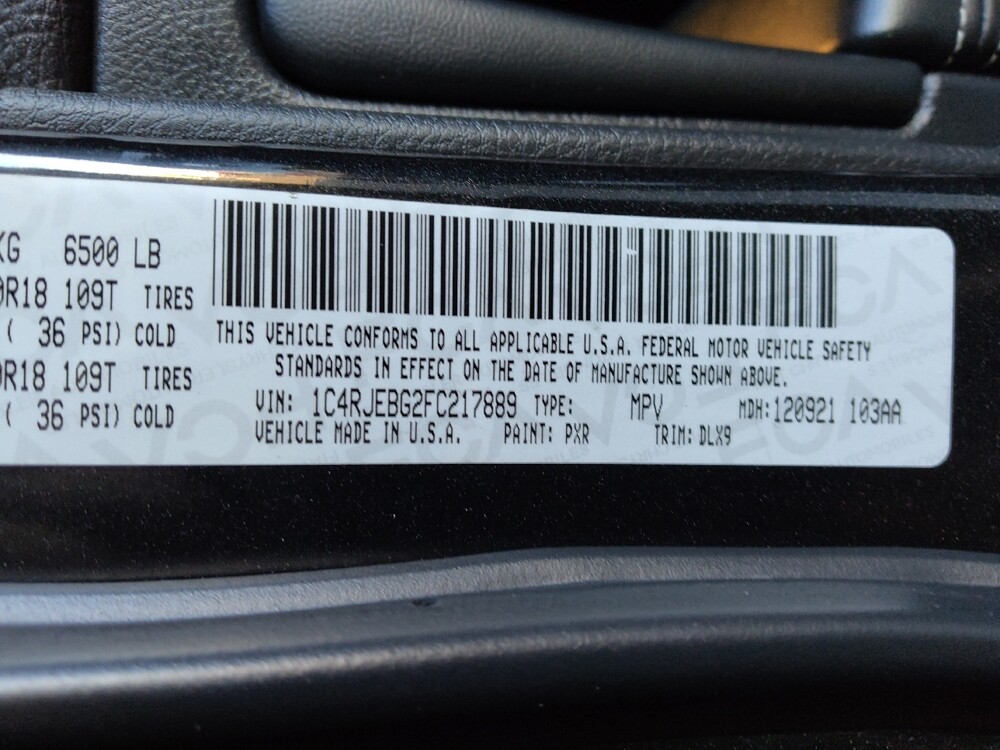 KG 6500 LB
0R18 109T TIRES
( 36 PSI) COLD
0R18 109T TIRES
( 36 PSI) COLD
THIS VEHICLE CONFORMS TO ALL APPLICABLE U.S.A. FEDERAL MOTOR VEHICLE SAFETY
STANDARDS IN EFFECT ON THE DATE OF MANUFACTURE SHOWN ABOVE.
VIN: 1C4RJEBG2FC217889 TYPE: MPV MDH: 120921 103AA
VEHICLE MADE IN U.S.A. PAINT: PXR TRIM: DLX9